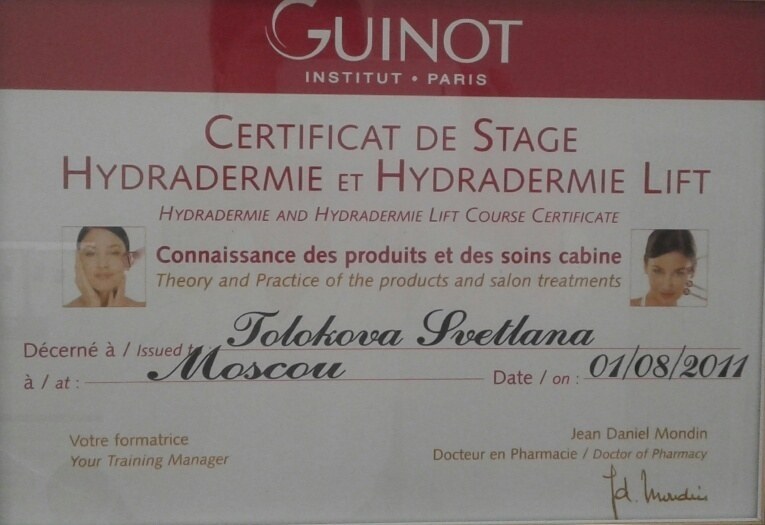 GUINOT
INSTITUT • PARIS
CERTIFICAT DE STAGE
HYDRADERMIE ET HYDRADERMIE LIFT
HYDRADERMIE AND HYDRADERMIE LIFT COURSE CERTIFICATE
Connaissance des produits et des soins cabine
Theory and Practice of the products and salon treatments
Décerné à / Issued t Tolokova Svetlana
à / at : Moscou Date / on : 01/08/2011
Votre formatrice
Your Training Manager
Jean Daniel Mondin
Docteur en Pharmacie / Doctor of Pharmacy
Jd. Mondin